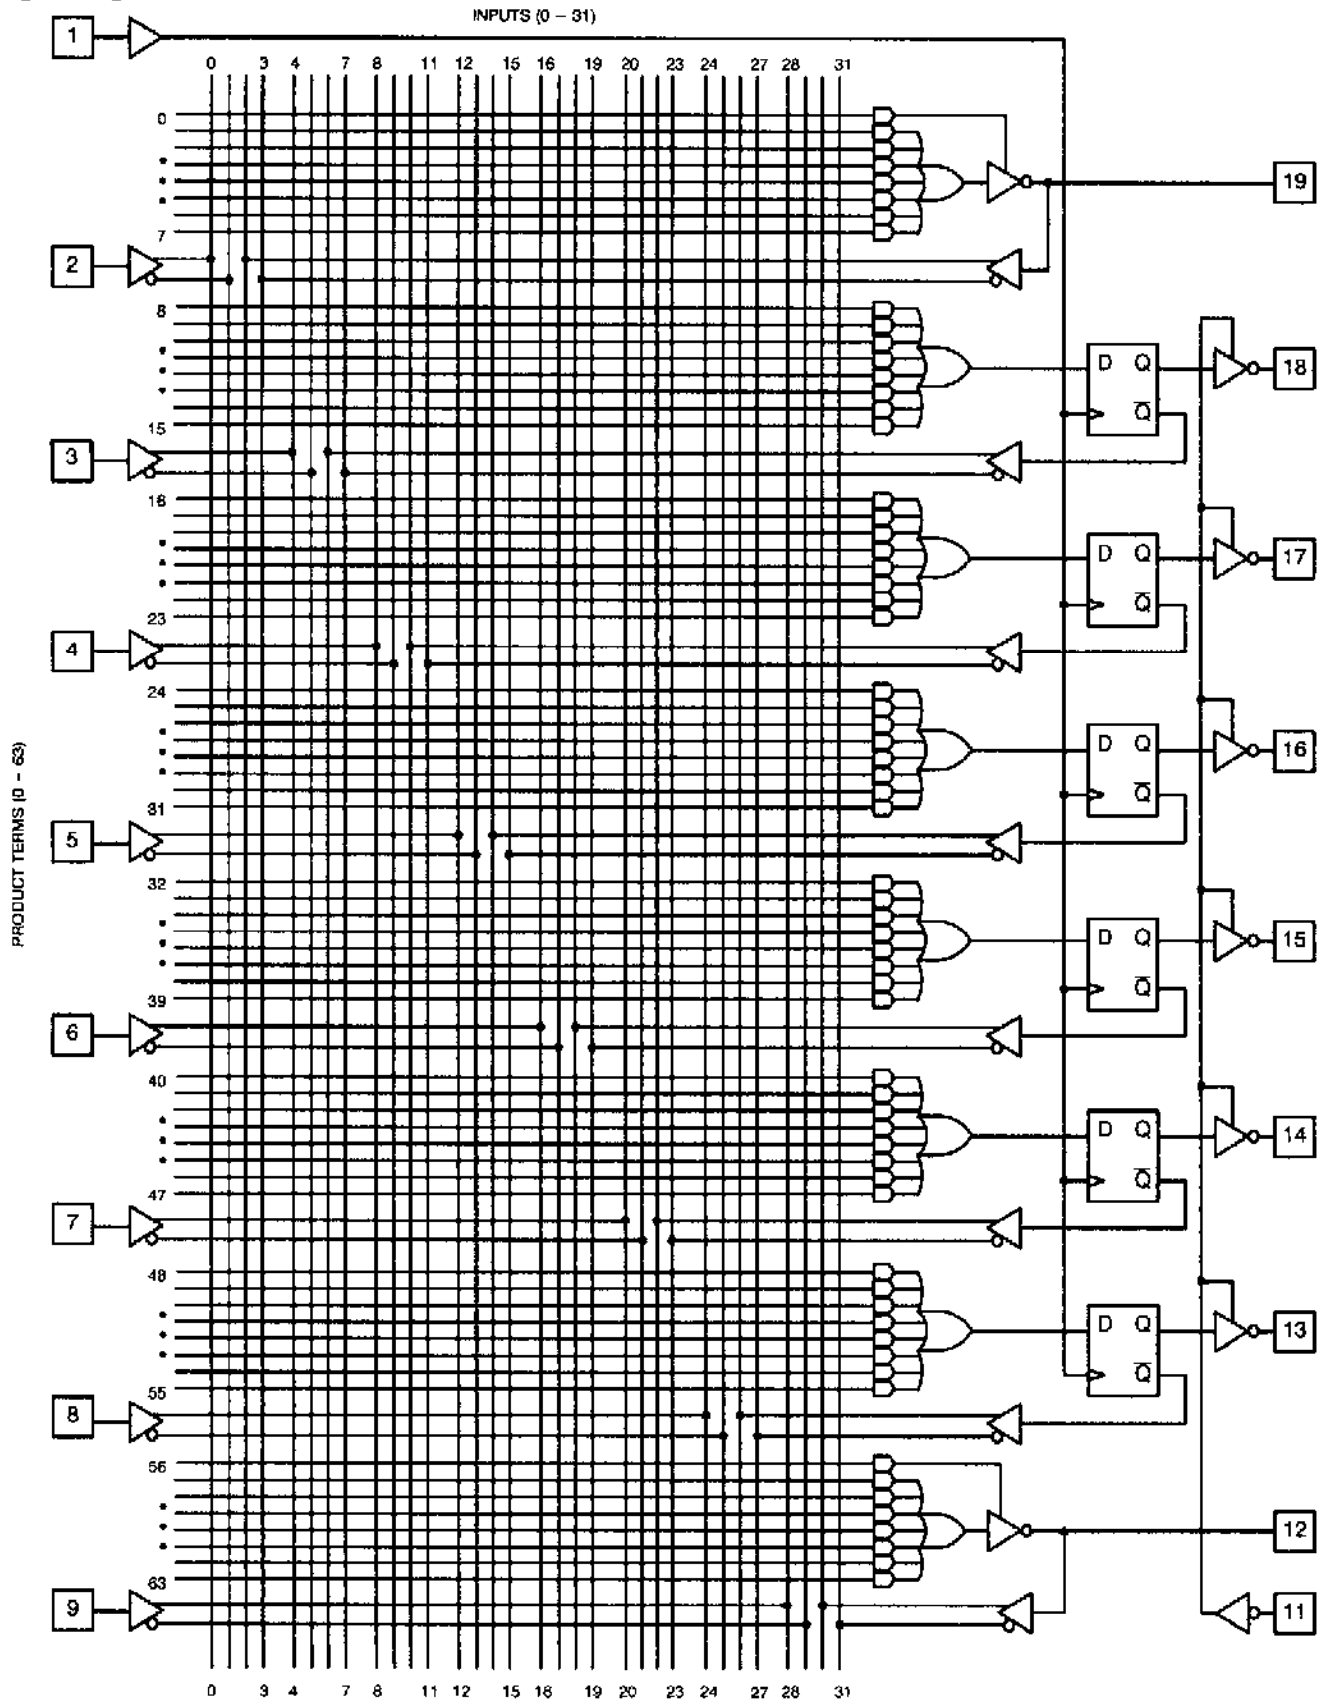 INPUTS (0 – 31)
1
0 3 4 7 8 11 12 15 16 19 20 23 24 27 28 31
0
19
7
2
8
D Q
18
Q̅
15
3
16
D Q
17
Q̅
23
4
24
D Q
16
Q̅
31
5
32
D Q
15
Q̅
39
6
40
D Q
14
Q̅
47
7
48
D Q
13
Q̅
55
8
56
12
63
9
11
0 3 4 7 8 11 12 15 16 19 20 23 24 27 28 31
PRODUCT TERMS (0 – 63)